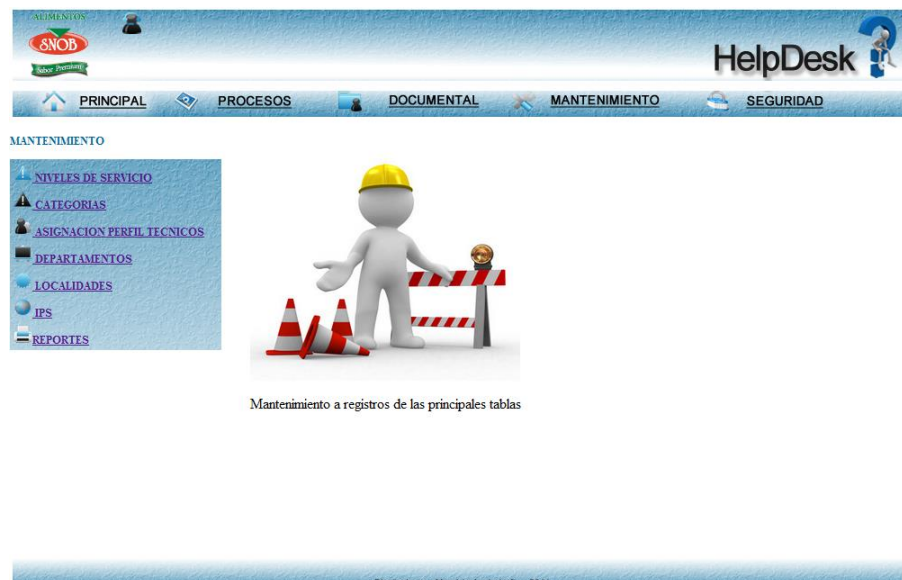 ALIMENTOS
SNOB
Sabor Premium
HelpDesk
PRINCIPAL PROCESOS DOCUMENTAL MANTENIMIENTO SEGURIDAD
MANTENIMIENTO
NIVELES DE SERVICIO
CATEGORIAS
ASIGNACION PERFIL TECNICOS
DEPARTAMENTOS
LOCALIDADES
IPS
REPORTES
Mantenimiento a registros de las principales tablas